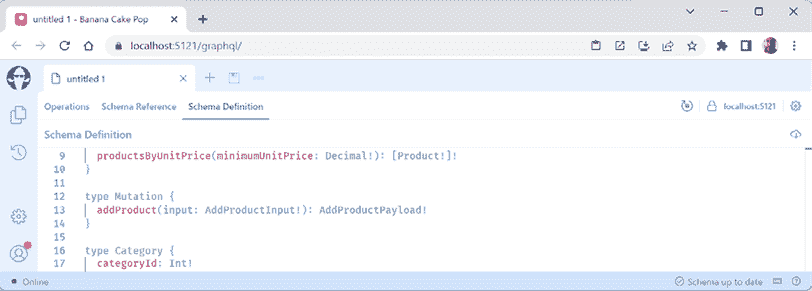 untitled 1 - Banana Cake Pop
localhost:5121/graphql/
untitled 1
Operations Schema Reference Schema Definition localhost:5121
Schema Definition
9 productsByUnitPrice(minimumUnitPrice: Decimal!): [Product!]!
10 }
11
12 type Mutation {
13 addProduct(input: AddProductInput!): AddProductPayload!
14 }
15
16 type Category {
17 categoryId: Int!
Online Schema up to date